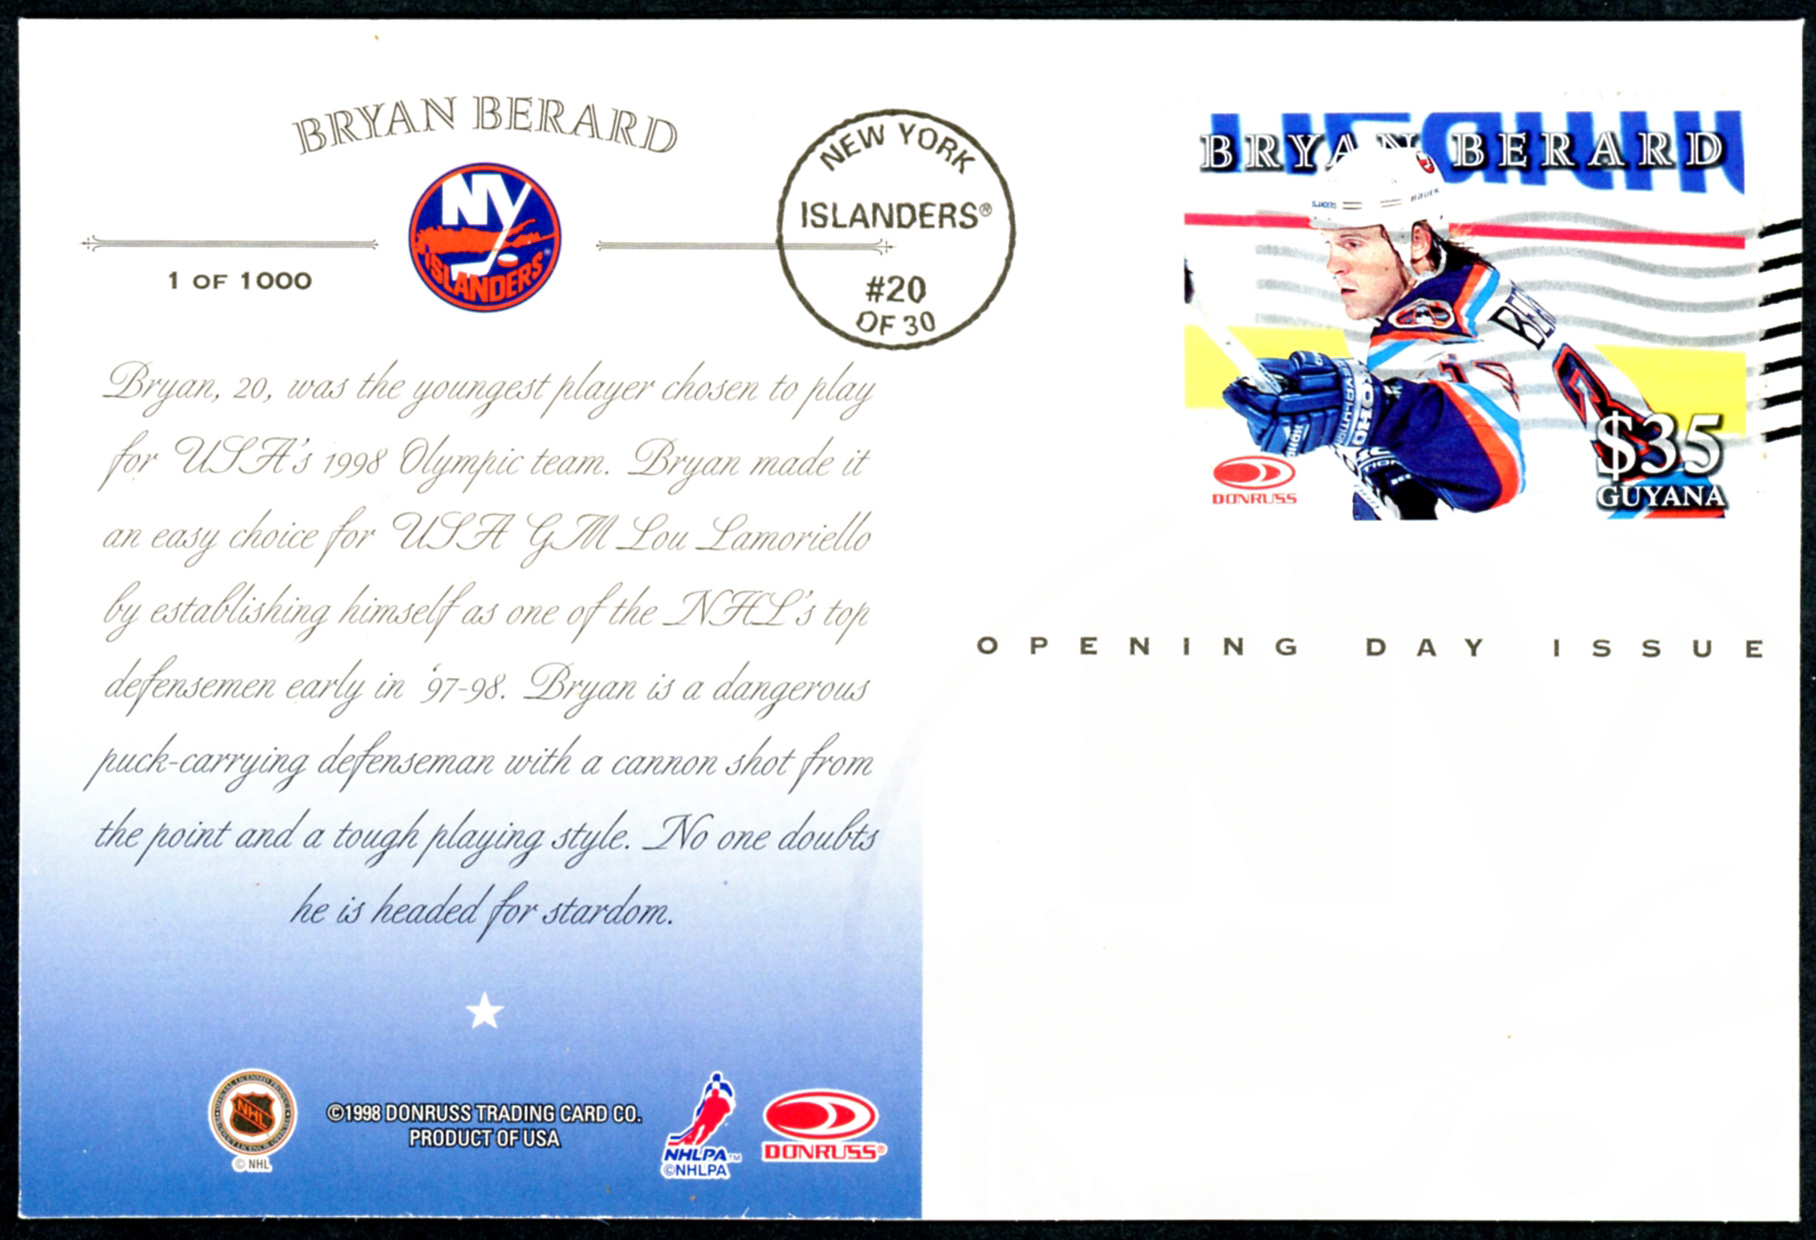 BRYAN BERARD
NY
ISLANDERS
1 OF 1000
Bryan, 20, was the youngest player chosen to play
for USA's 1998 Olympic team. Bryan made it
an easy choice for USA GM Lou Lamoriello
by establishing himself as one of the NHL's top
defensemen early in '97-98. Bryan is a dangerous
puck-carrying defenseman with a cannon shot from
the point and a tough playing style. No one doubts
he is headed for stardom.
NHL
© NHL
©1998 DONRUSS TRADING CARD CO.
PRODUCT OF USA
NHLPA™
©NHLPA
DONRUSS®
NEW YORK
ISLANDERS®
#20
OF 30
BRYAN BERARD
BAUER
DONRUSS
$35
GUYANA
OPENING DAY ISSUE